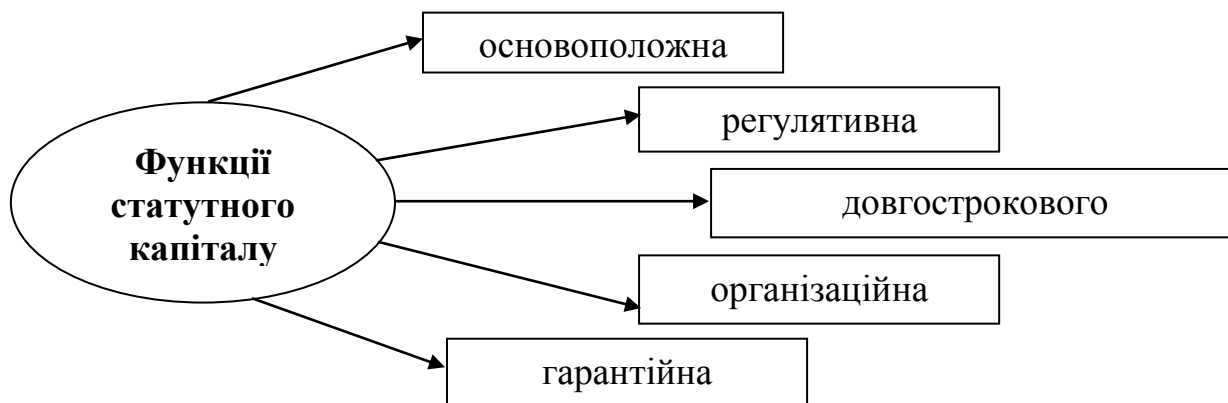 основоположна
регулятивна
Функції
статутного
капіталу
довгострокового
організаційна
гарантійна